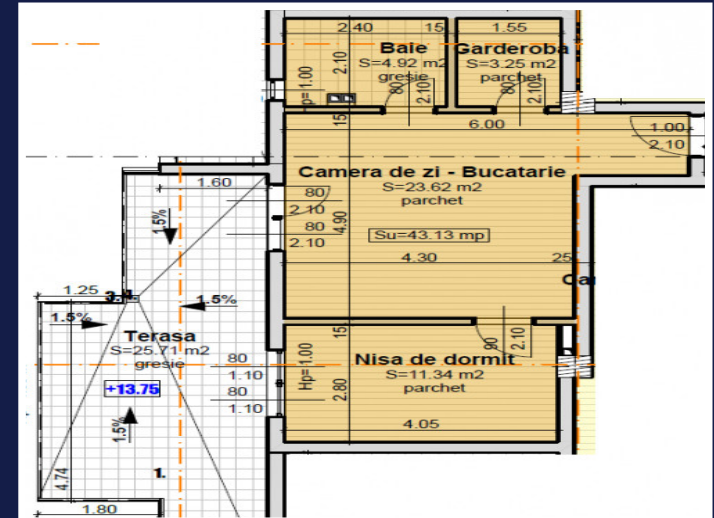 2.40
15
1.55
Baie
S=4.92 m2
gresie
Garderoba
S=3.25 m2
parchet
2.10
Hp= 1.00
80
2.10
80
2.10
15
6.00
1.00
2.10
Camera de zi - Bucatarie
S=23.62 m2
parchet
1.60
80
2.10
80
2.10
4.90
Su=43.13 mp
4.30
25
Ca
1.5%
1.25
1.5%
1.5%
Terasa
S=25.71 m2
gresie
+13.75
1.5%
80
1.10
80
1.10
15
90
2.10
Hp= 1.00
2.80
Nisa de dormit
S=11.34 m2
parchet
4.05
4.74
1.
1.80